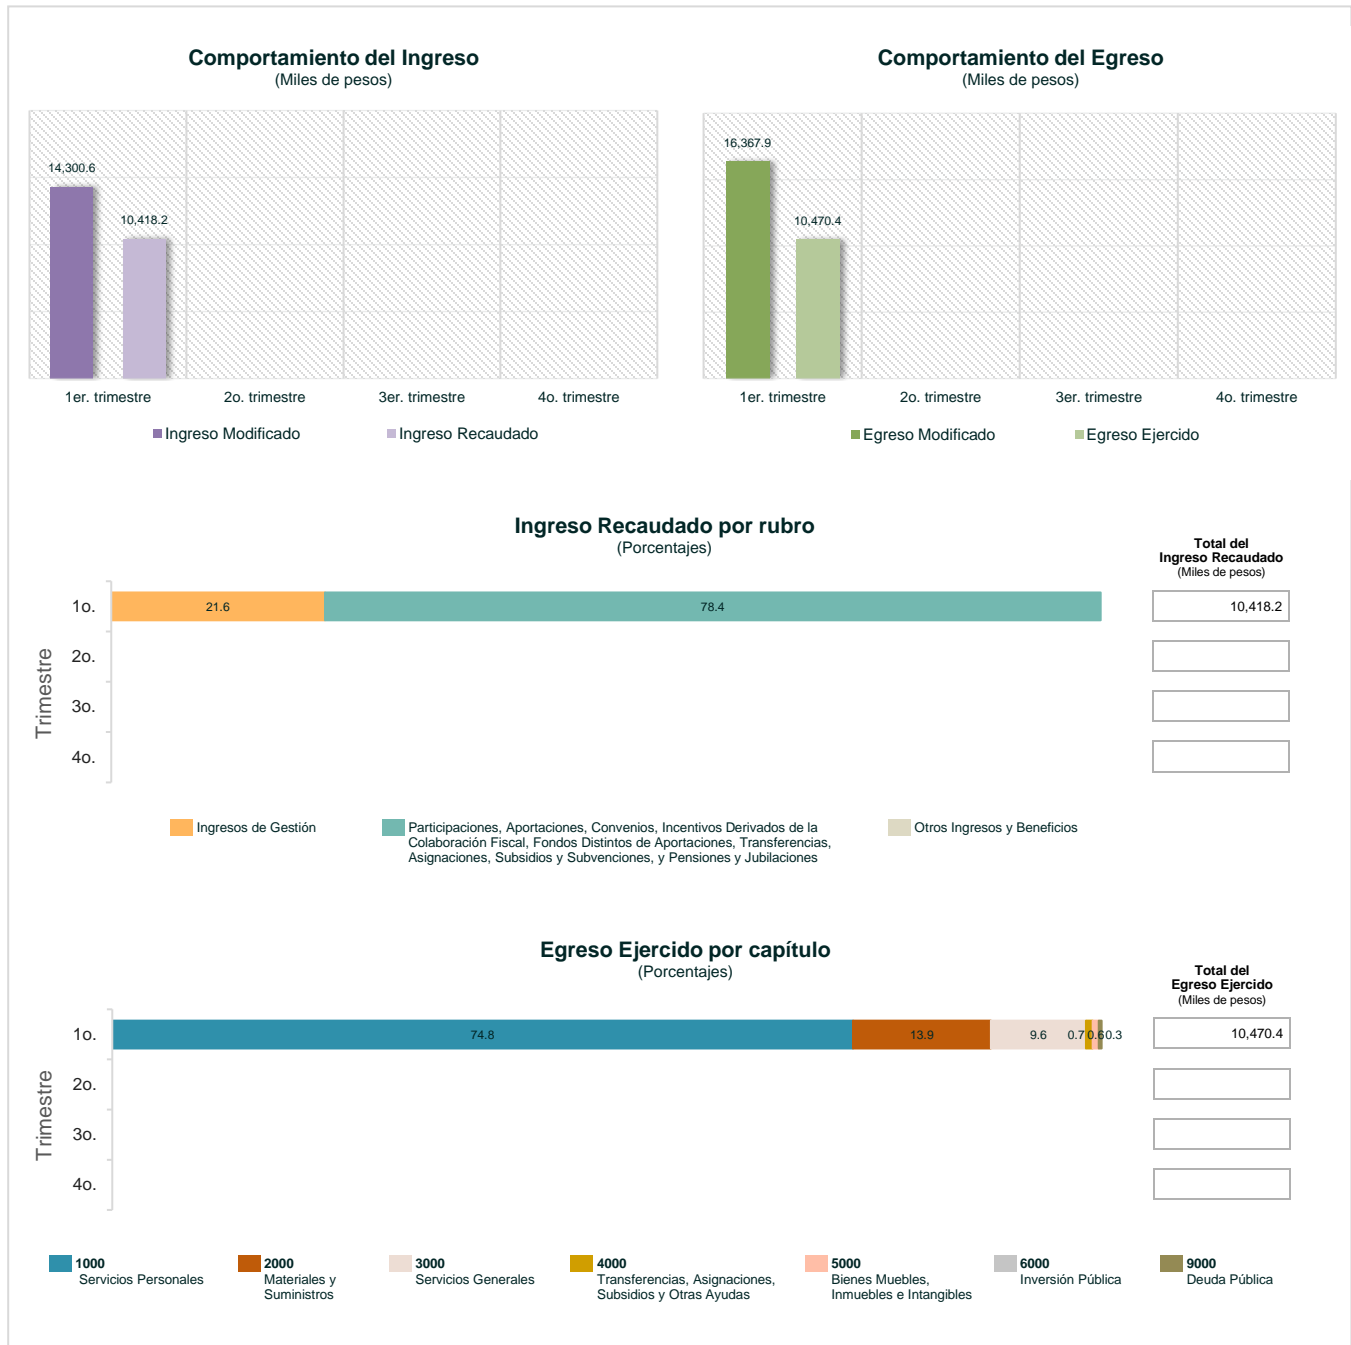 Comportamiento del Ingreso
(Miles de pesos)
14,300.6
10,418.2
1er. trimestre
2o. trimestre
3er. trimestre
4o. trimestre
Ingreso Modificado
Ingreso Recaudado
Comportamiento del Egreso
(Miles de pesos)
16,367.9
10,470.4
1er. trimestre
2o. trimestre
3er. trimestre
4o. trimestre
Egreso Modificado
Egreso Ejercido
Ingreso Recaudado por rubro
(Porcentajes)
Total del
Ingreso Recaudado
(Miles de pesos)
Trimestre
1o.
21.6
78.4
10,418.2
2o.
3o.
4o.
Ingresos de Gestión
Participaciones, Aportaciones, Convenios, Incentivos Derivados de la
Colaboración Fiscal, Fondos Distintos de Aportaciones, Transferencias,
Asignaciones, Subsidios y Subvenciones, y Pensiones y Jubilaciones
Otros Ingresos y Beneficios
Egreso Ejercido por capítulo
(Porcentajes)
Total del
Egreso Ejercido
(Miles de pesos)
Trimestre
1o.
74.8
13.9
9.6
0.7
0.6
0.3
10,470.4
2o.
3o.
4o.
1000
Servicios Personales
2000
Materiales y
Suministros
3000
Servicios Generales
4000
Transferencias, Asignaciones,
Subsidios y Otras Ayudas
5000
Bienes Muebles,
Inmuebles e Intangibles
6000
Inversión Pública
9000
Deuda Pública